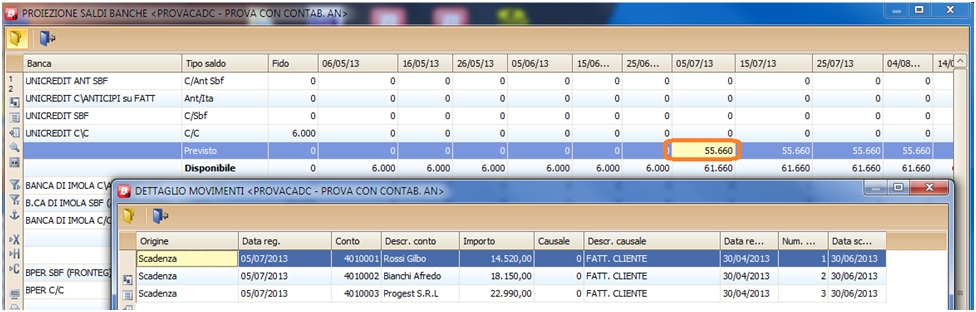 PROIEZIONE SALDI BANCHE <PROVACADC - PROVA CON CONTAB. AN>
Banca Tipo saldo Fido 06/05/13 16/05/13 26/05/13 05/06/13 15/06... 25/06... 05/07/13 15/07/13 25/07/13 04/08...
UNICREDIT ANT SBF C/Ant Sbf 0 0 0 0 0 0 0 0 0 0 0
UNICREDIT C\ANTICIPI su FATT Ant/Ita 0 0 0 0 0 0 0 0 0 0 0
UNICREDIT SBF C/Sbf 0 0 0 0 0 0 0 0 0 0 0
UNICREDIT C\C C/C 6.000 0 0 0 0 0 0 0 0 0 0
Previsto 0 0 0 0 0 0 0 55.660 55.660 55.660 55.660
Disponibile 0 6.000 6.000 6.000 6.000 6.000 61.660 61.660 61.660 61.660
DETTAGLIO MOVIMENTI <PROVACADC - PROVA CON CONTAB. AN>
BANCA DI IMOLA C\A
B.CA DI IMOLA SBF
BANCA DI IMOLA C/C
BPER SBF (FRONTEG)
BPER C/C
Origine Data reg. Conto Descr. conto Importo Causale Descr. causale Data re... Num. ... Data sc...
Scadenza 05/07/2013 4010001 Rossi Gilbo 14.520,00 0 FATT. CLIENTE 30/04/2013 1 30/06/2013
Scadenza 05/07/2013 4010002 Bianchi Afredo 18.150,00 0 FATT. CLIENTE 30/04/2013 2 30/06/2013
Scadenza 05/07/2013 4010003 Progest S.R.L 22.990,00 0 FATT. CLIENTE 30/04/2013 3 30/06/2013